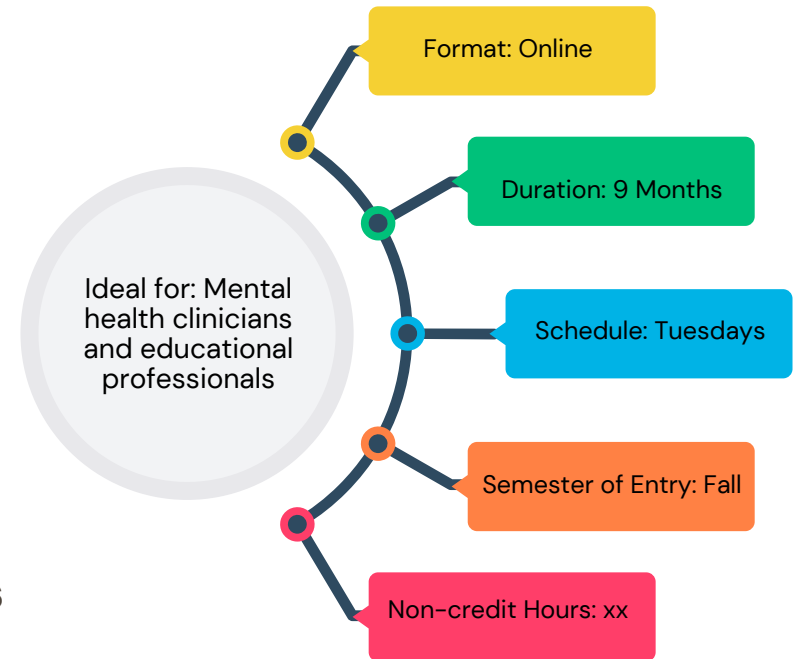 Format: Online
Duration: 9 Months
Ideal for: Mental
health clinicians
and educational
professionals
Schedule: Tuesdays
Semester of Entry: Fall
Non-credit Hours: xx